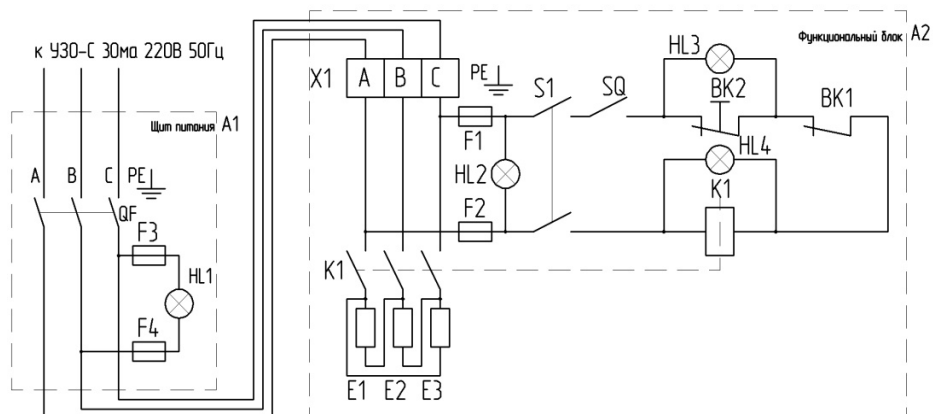 к УЗО-С 30ма 220В 50Гц
Щит питания A1
A B C PE
QF
F3
HL1
F4
Функциональный блок A2
X1 A B C PE
F1
HL2
F2
S1 SQ
HL3
BK2
BK1
HL4
K1
K1
E1 E2 E3